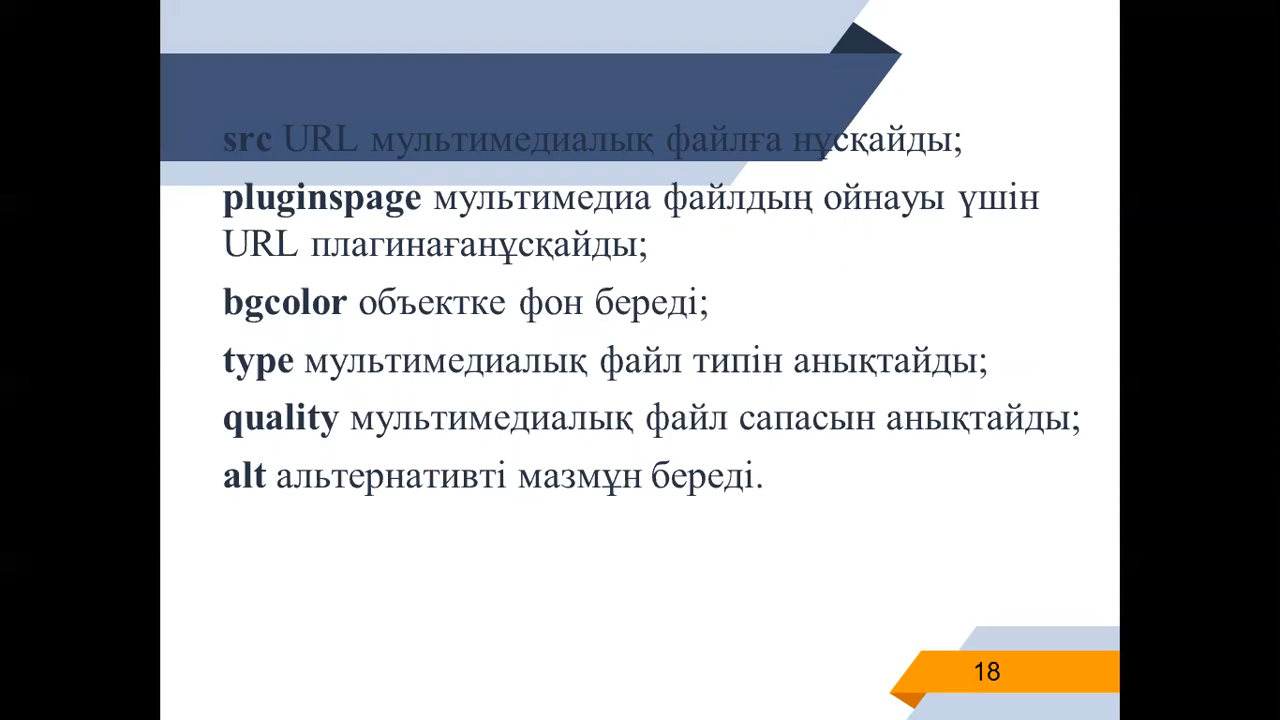 src URL мультимедиалық файлға нұсқайды;
pluginspage мультимедиа файлдың ойнауы үшін
URL плагинағанұсқайды;
bgcolor объектке фон береді;
type мультимедиалық файл типін анықтайды;
quality мультимедиалық файл сапасын анықтайды;
alt альтернативті мазмұн береді.
18